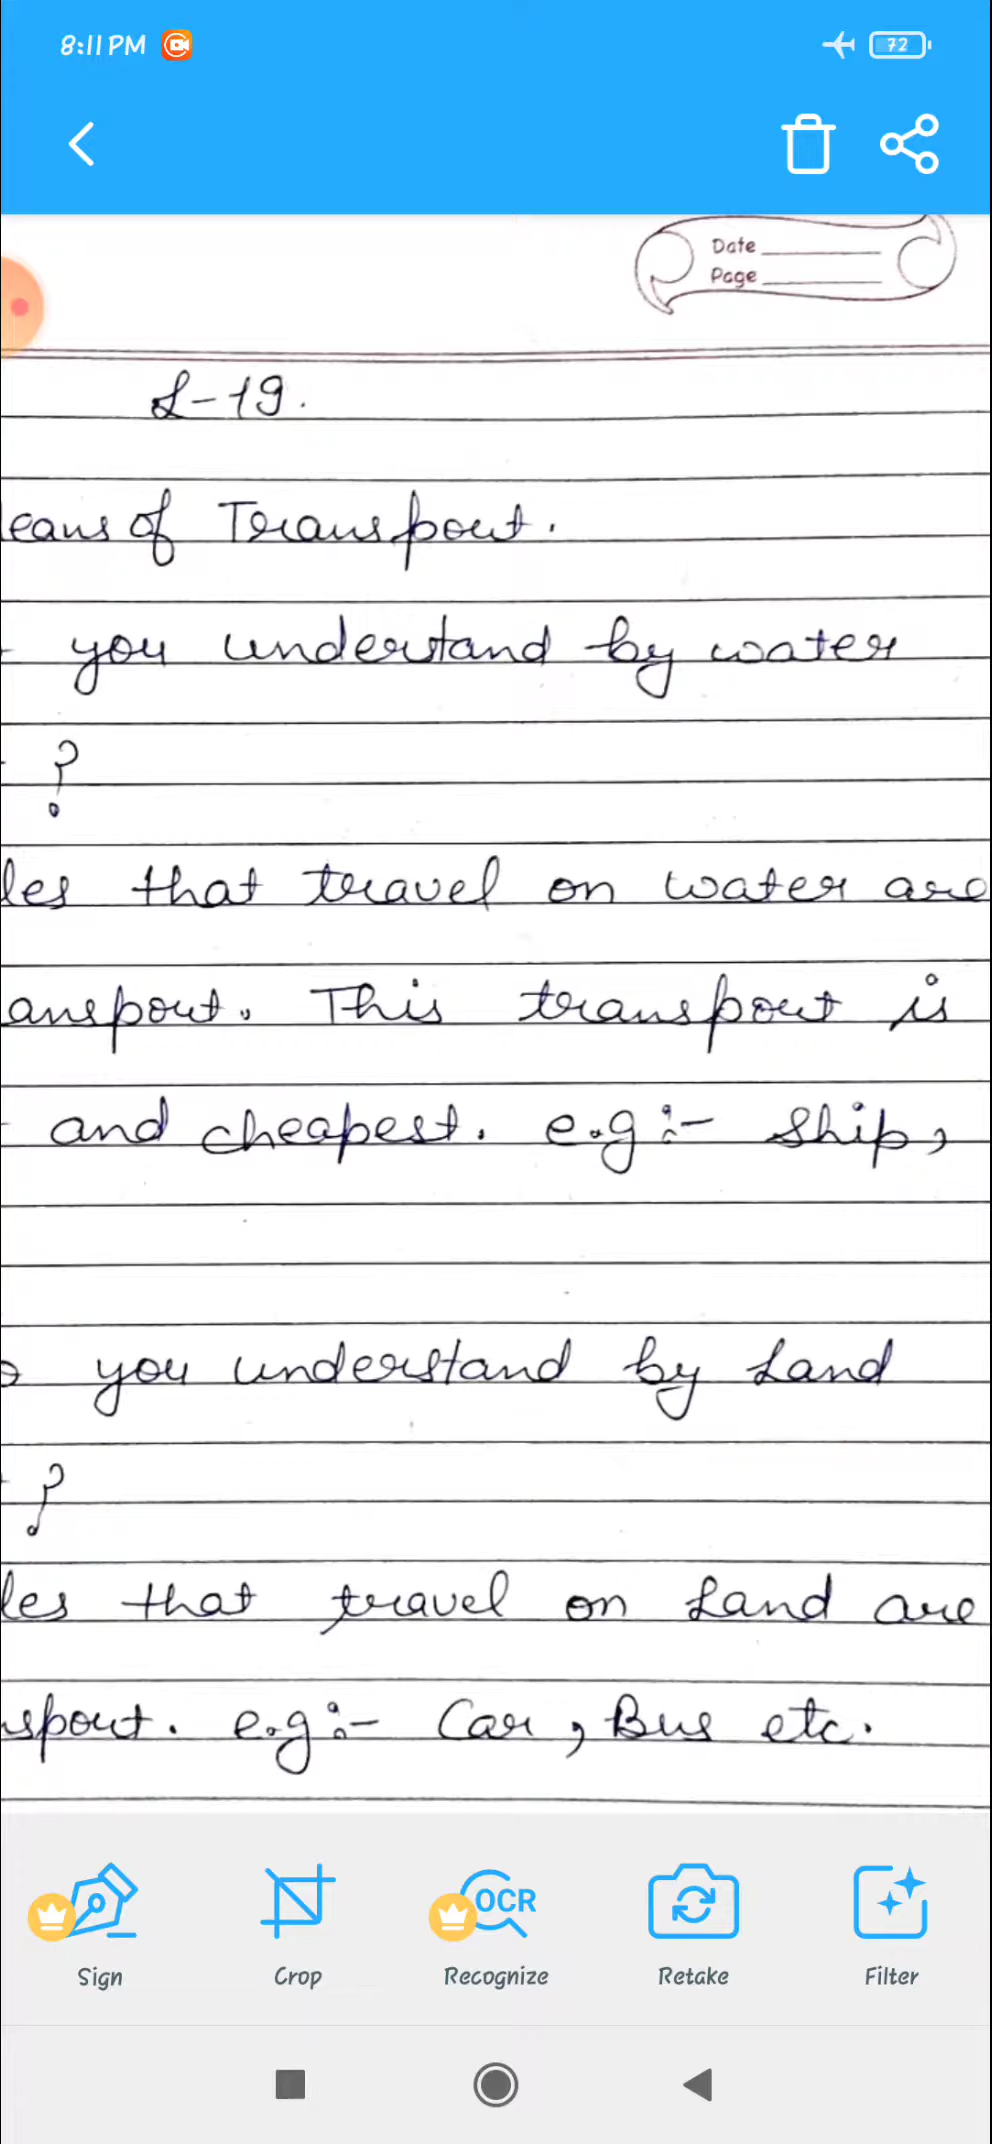 8:11 PM
72
Date
Page
L-19.
eans of Transport.
you understand by water
?
les that travel on water are
ansport. This transport is
and cheapest. e.g:- Ship,
you understand by Land
?
les that travel on Land are
sport. e.g:- Car, Bus etc.
OCR
Sign Crop Recognize Retake Filter